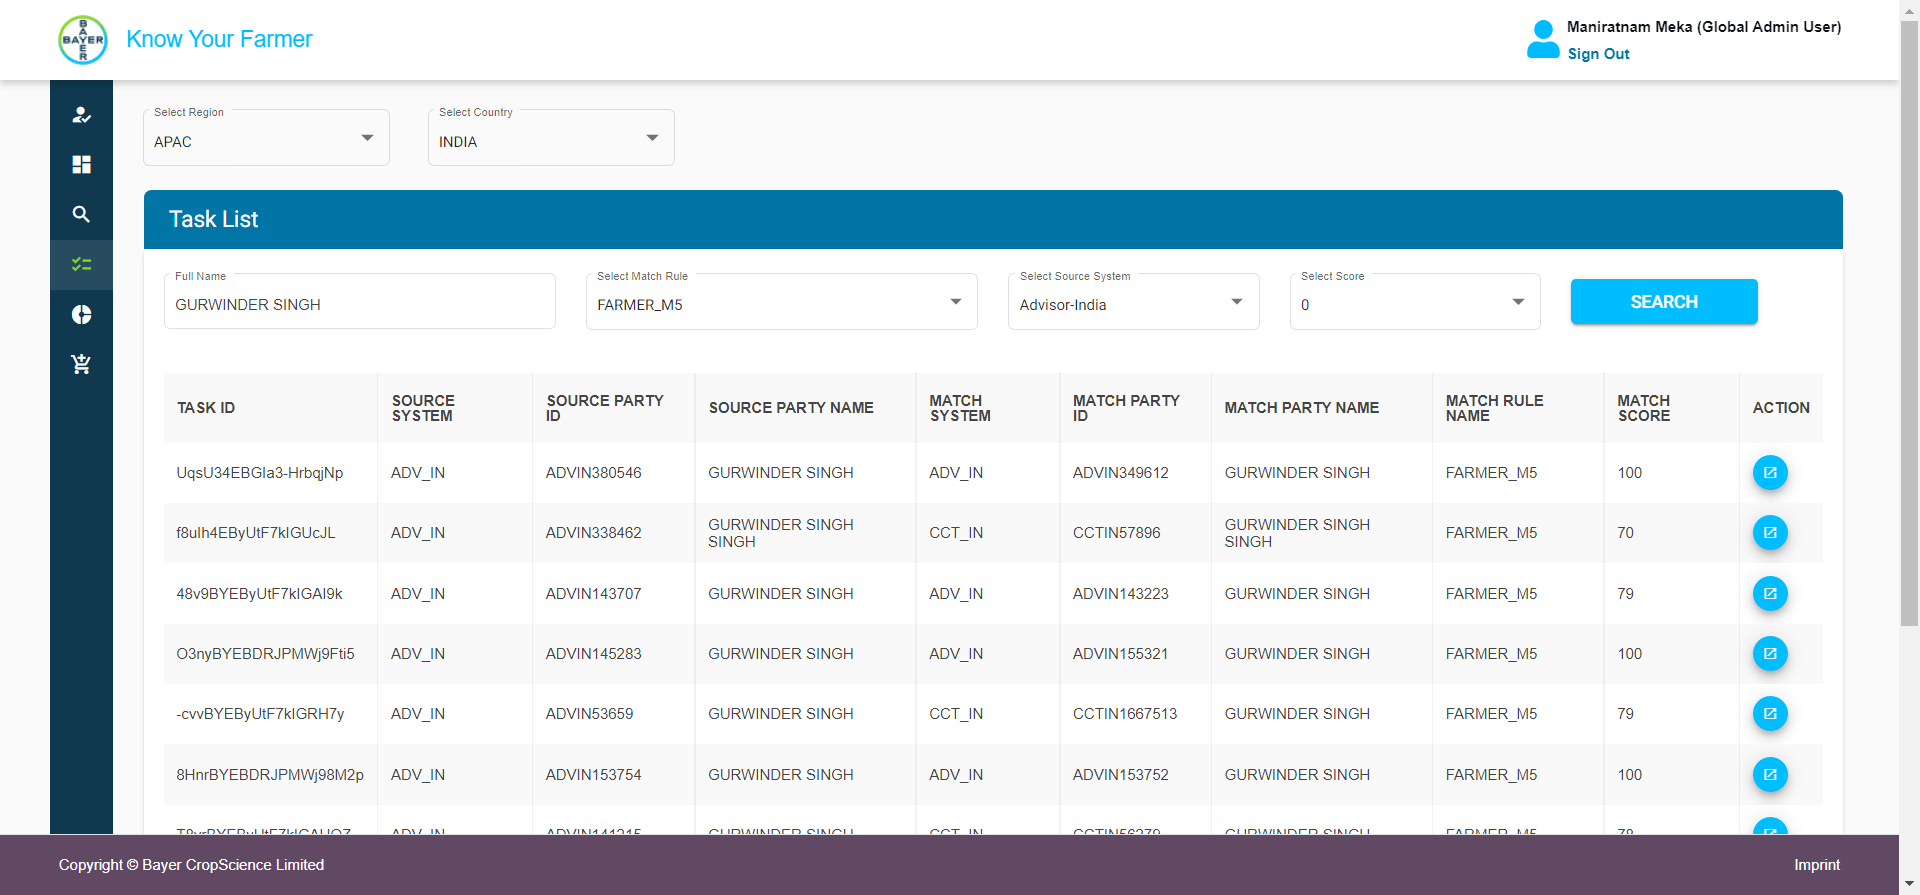 BAYER
BAYER
Know Your Farmer
Maniratnam Meka (Global Admin User)
Sign Out
Select Region
APAC
Select Country
INDIA
Task List
Full Name
GURWINDER SINGH
Select Match Rule
FARMER_M5
Select Source System
Advisor-India
Select Score
0
SEARCH
TASK ID SOURCE SYSTEM SOURCE PARTY ID SOURCE PARTY NAME MATCH SYSTEM MATCH PARTY ID MATCH PARTY NAME MATCH RULE NAME MATCH SCORE ACTION
UqsU34EBGIa3-HrbqjNp ADV_IN ADVIN380546 GURWINDER SINGH ADV_IN ADVIN349612 GURWINDER SINGH FARMER_M5 100
f8ulh4EByUtF7kIGUcJL ADV_IN ADVIN338462 GURWINDER SINGH SINGH CCT_IN CCTIN57896 GURWINDER SINGH SINGH FARMER_M5 70
48v9BYEByUtF7kIGAI9k ADV_IN ADVIN143707 GURWINDER SINGH ADV_IN ADVIN143223 GURWINDER SINGH FARMER_M5 79
O3nyBYEBDRJPMWj9Fti5 ADV_IN ADVIN145283 GURWINDER SINGH ADV_IN ADVIN155321 GURWINDER SINGH FARMER_M5 100
-cvvBYEByUtF7kIGRH7y ADV_IN ADVIN53659 GURWINDER SINGH CCT_IN CCTIN1667513 GURWINDER SINGH FARMER_M5 79
8HnrBYEBDRJPMWj98M2p ADV_IN ADVIN153754 GURWINDER SINGH ADV_IN ADVIN153752 GURWINDER SINGH FARMER_M5 100
ADV_IN GURWINDER SINGH CCT_IN GURWINDER SINGH FARMER_M5
Copyright © Bayer CropScience Limited
Imprint